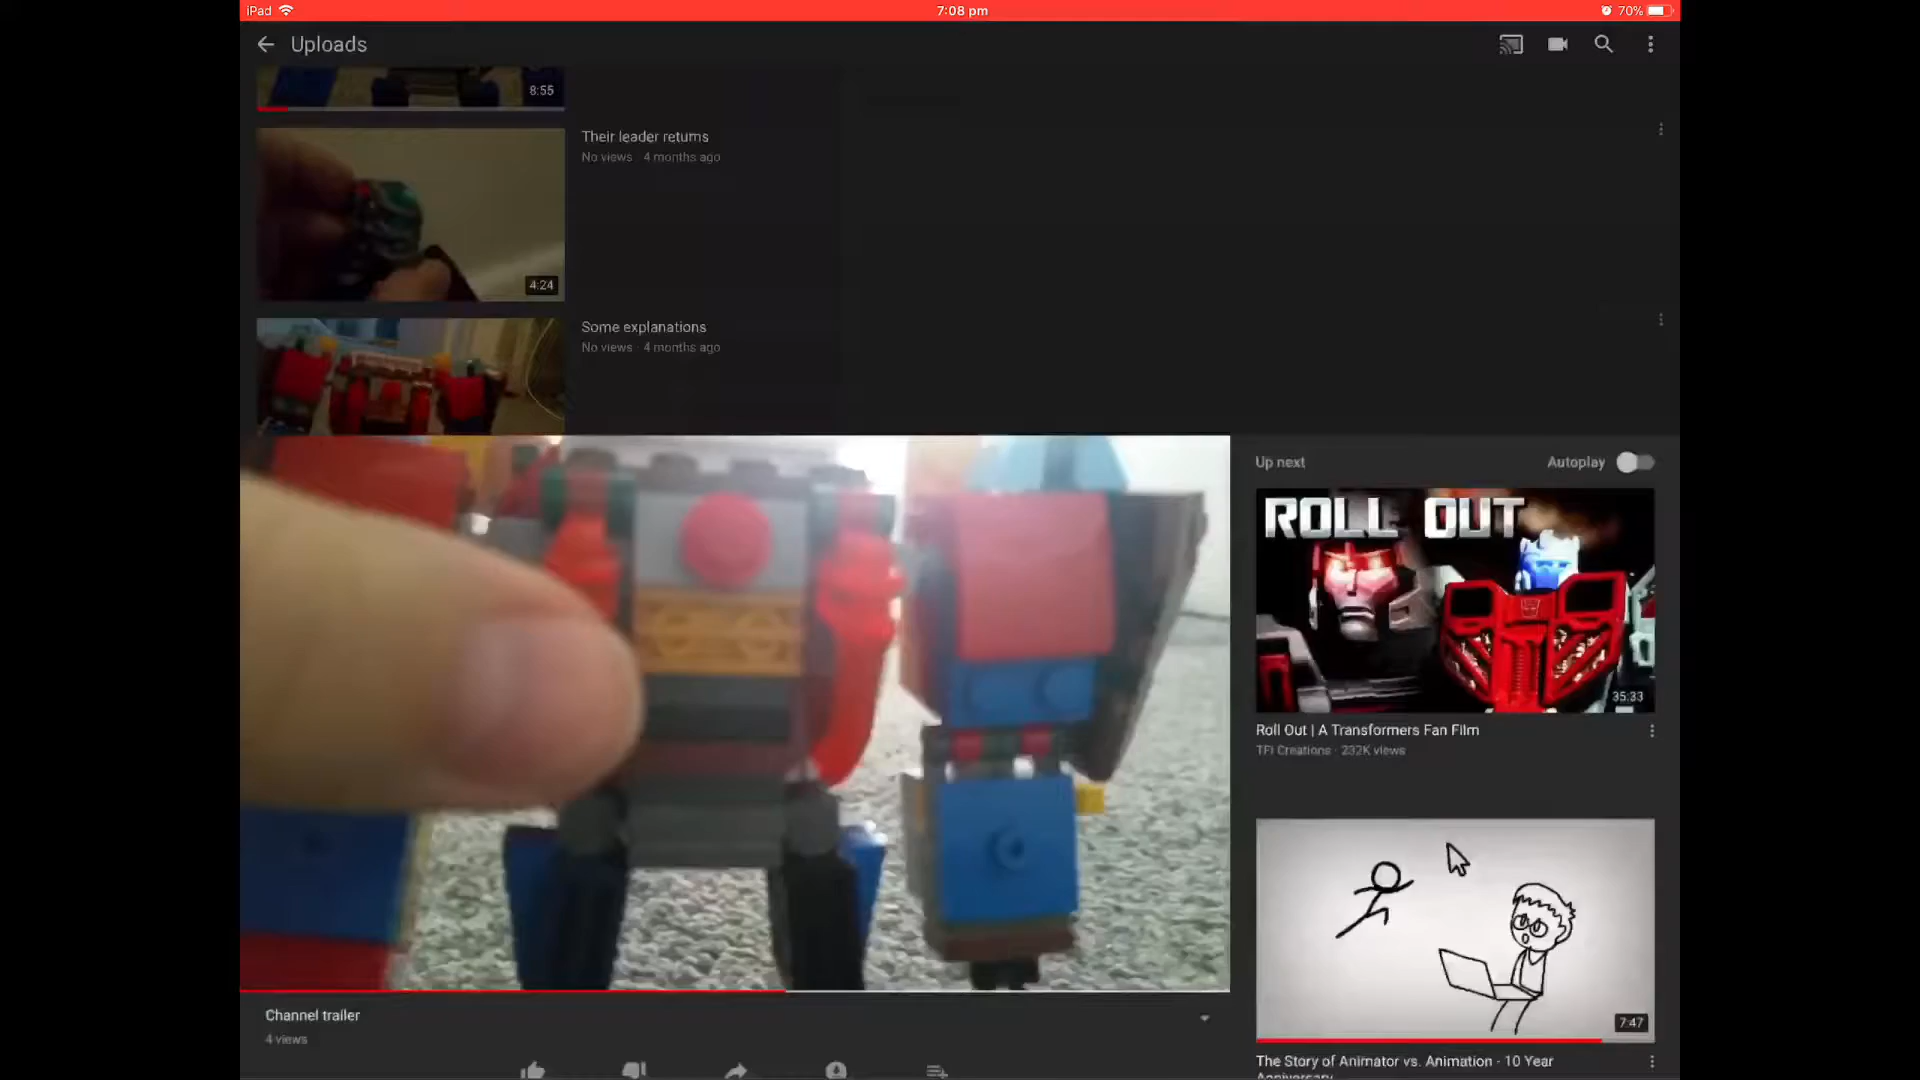 iPad
7:08 pm
70%
Uploads
8:55
Their leader returns
No views · 4 months ago
4:24
Some explanations
No views · 4 months ago
Up next
Autoplay
ROLL OUT
35:33
Roll Out | A Transformers Fan Film
TFI Creations · 232K views
7:47
The Story of Animator vs. Animation - 10 Year
Anniversary
Channel trailer
4 views